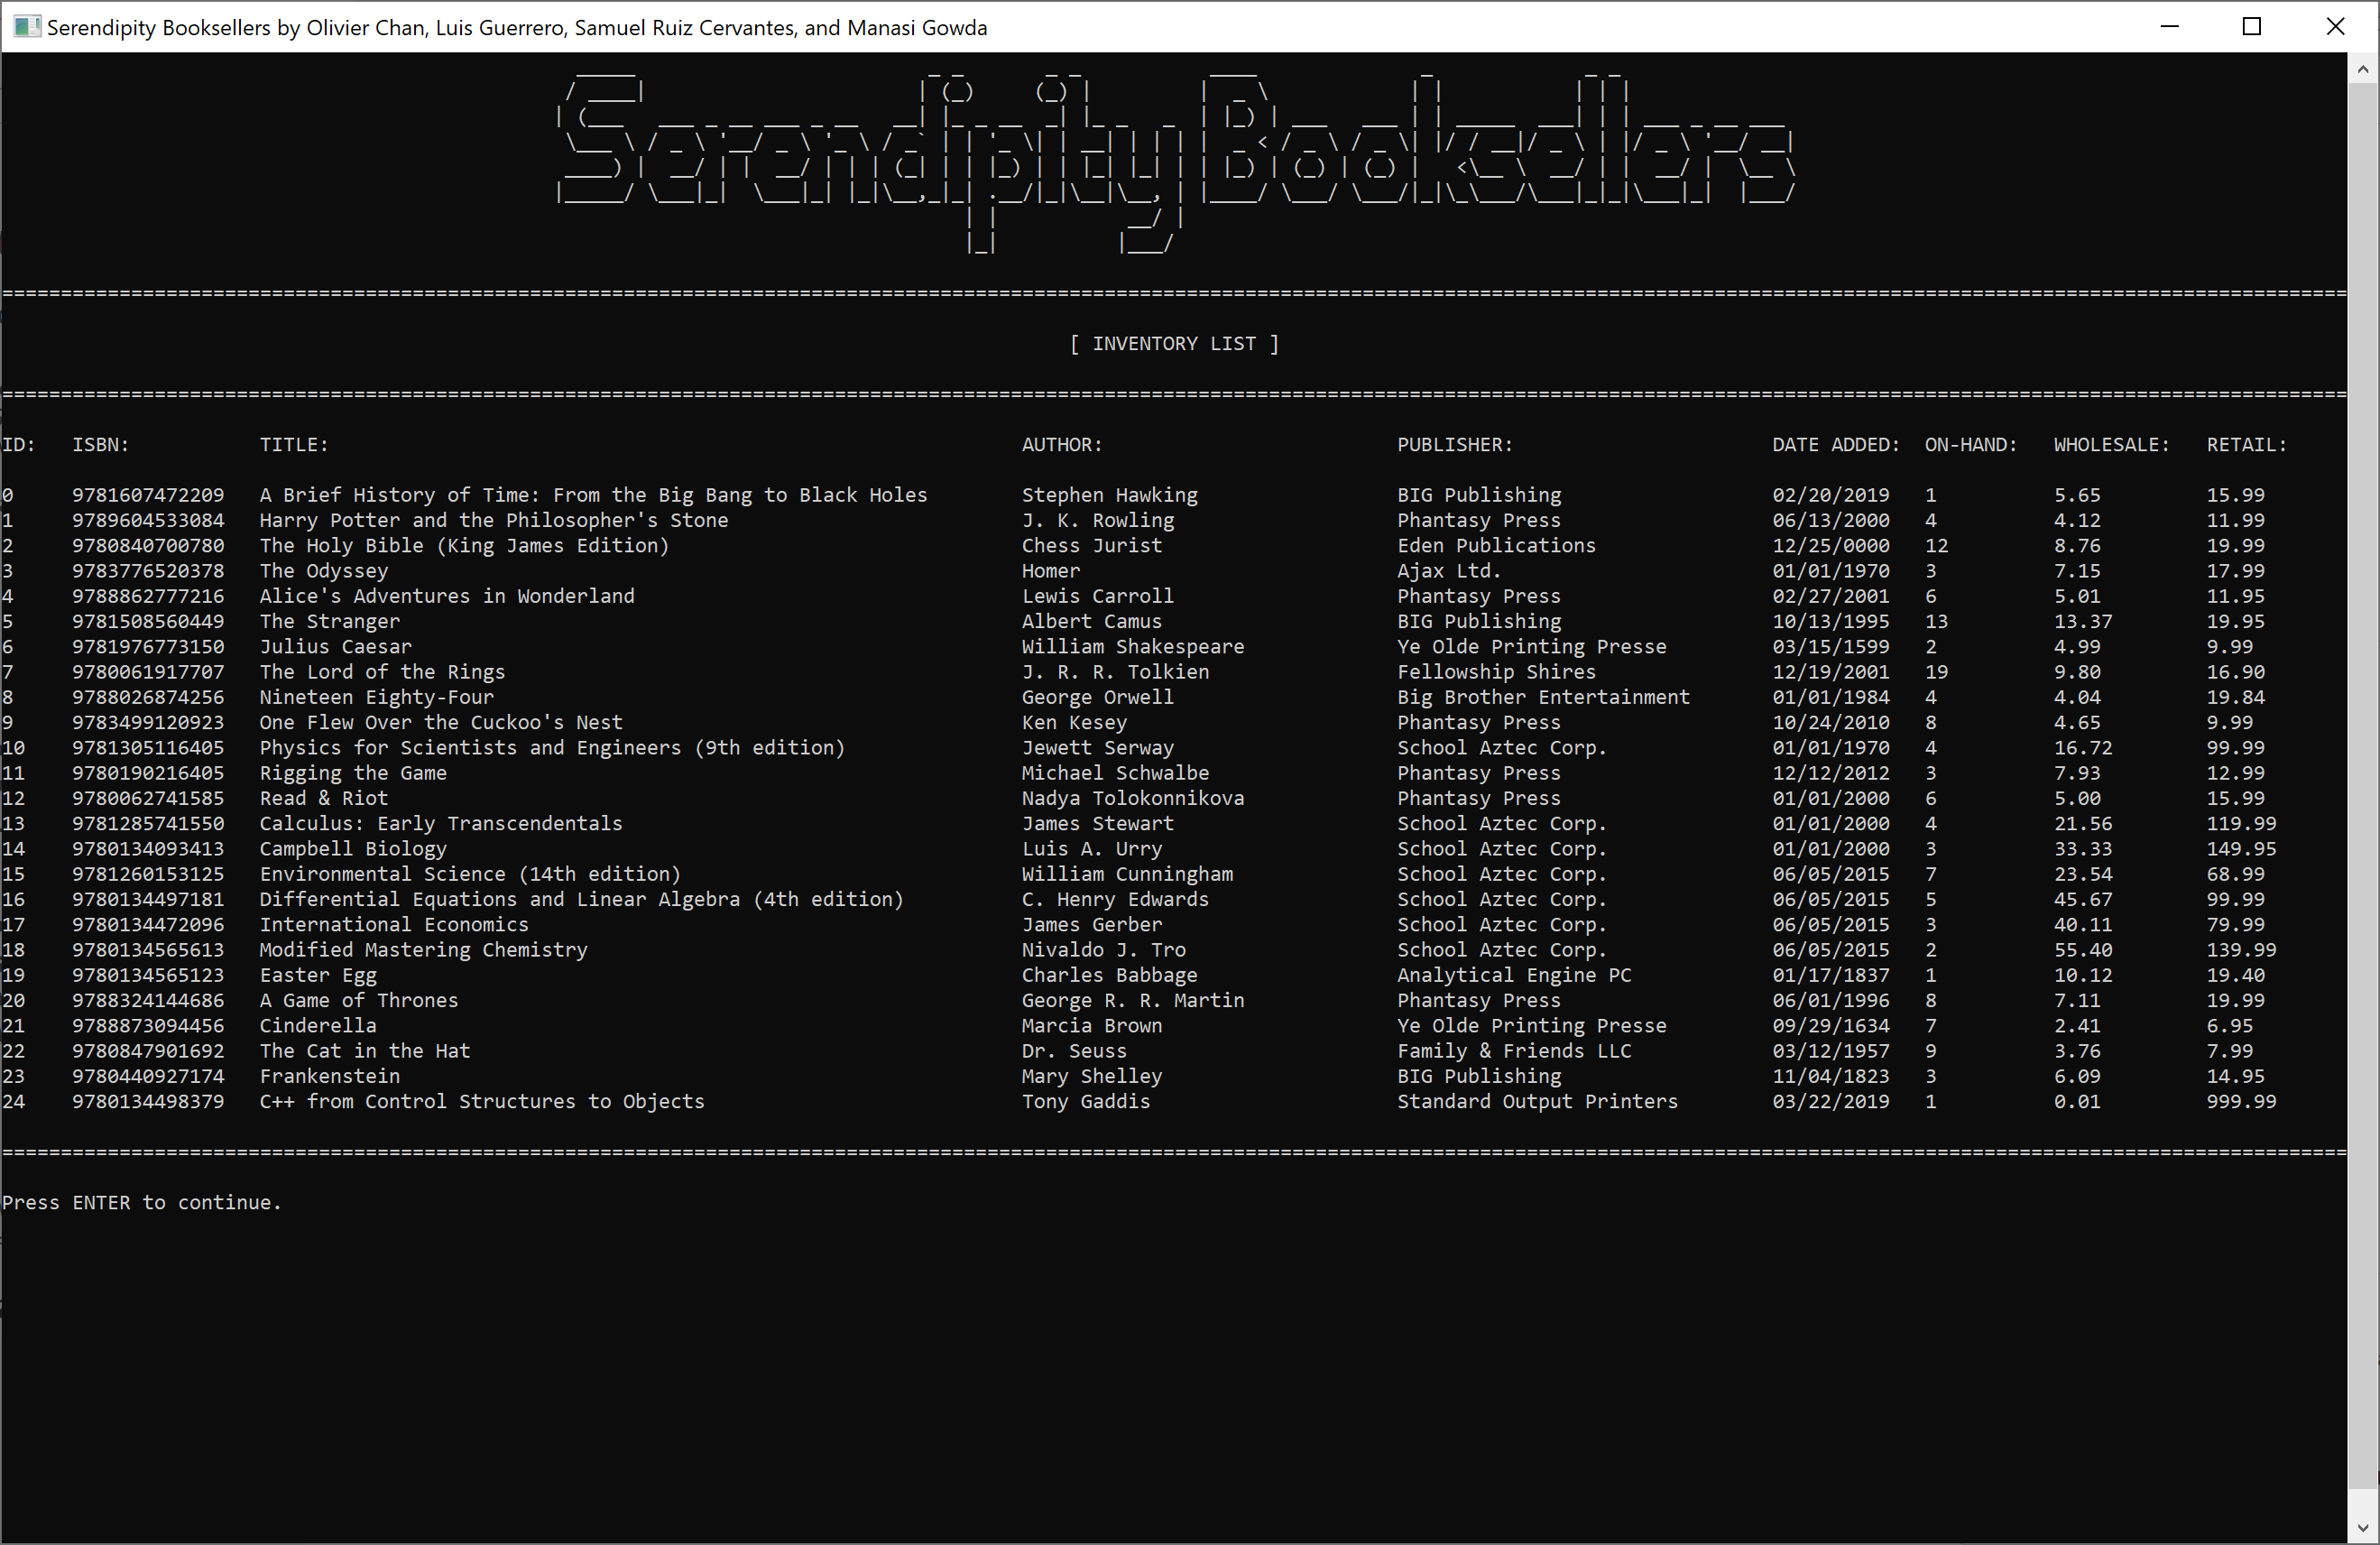 Serendipity Booksellers by Olivier Chan, Luis Guerrero, Samuel Ruiz Cervantes, and Manasi Gowda
Serendipity Booksellers
[ INVENTORY LIST ]
ID: ISBN: TITLE: AUTHOR: PUBLISHER: DATE ADDED: ON-HAND: WHOLESALE: RETAIL:
0 9781607472209 A Brief History of Time: From the Big Bang to Black Holes Stephen Hawking BIG Publishing 02/20/2019 1 5.65 15.99
1 9789604533084 Harry Potter and the Philosopher's Stone J. K. Rowling Phantasy Press 06/13/2000 4 4.12 11.99
2 9780840700780 The Holy Bible (King James Edition) Chess Jurist Eden Publications 12/25/0000 12 8.76 19.99
3 9783776520378 The Odyssey Homer Ajax Ltd. 01/01/1970 3 7.15 17.99
4 9788862777216 Alice's Adventures in Wonderland Lewis Carroll Phantasy Press 02/27/2001 6 5.01 11.95
5 9781508560449 The Stranger Albert Camus BIG Publishing 10/13/1995 13 13.37 19.95
6 9781976773150 Julius Caesar William Shakespeare Ye Olde Printing Presse 03/15/1599 2 4.99 9.99
7 9780061917707 The Lord of the Rings J. R. R. Tolkien Fellowship Shires 12/19/2001 19 9.80 16.90
8 9788026874256 Nineteen Eighty-Four George Orwell Big Brother Entertainment 01/01/1984 4 4.04 19.84
9 9783499120923 One Flew Over the Cuckoo's Nest Ken Kesey Phantasy Press 10/24/2010 8 4.65 9.99
10 9781305116405 Physics for Scientists and Engineers (9th edition) Jewett Serway School Aztec Corp. 01/01/1970 4 16.72 99.99
11 9780190216405 Rigging the Game Michael Schwalbe Phantasy Press 12/12/2012 3 7.93 12.99
12 9780062741585 Read & Riot Nadya Tolokonnikova Phantasy Press 01/01/2000 6 5.00 15.99
13 9781285741550 Calculus: Early Transcendentals James Stewart School Aztec Corp. 01/01/2000 4 21.56 119.99
14 9780134093413 Campbell Biology Luis A. Urry School Aztec Corp. 01/01/2000 3 33.33 149.95
15 9781260153125 Environmental Science (14th edition) William Cunningham School Aztec Corp. 06/05/2015 7 23.54 68.99
16 9780134497181 Differential Equations and Linear Algebra (4th edition) C. Henry Edwards School Aztec Corp. 06/05/2015 5 45.67 99.99
17 9780134472096 International Economics James Gerber School Aztec Corp. 06/05/2015 3 40.11 79.99
18 9780134565613 Modified Mastering Chemistry Nivaldo J. Tro School Aztec Corp. 06/05/2015 2 55.40 139.99
19 9780134565123 Easter Egg Charles Babbage Analytical Engine PC 01/17/1837 1 10.12 19.40
20 9788324144686 A Game of Thrones George R. R. Martin Phantasy Press 06/01/1996 8 7.11 19.99
21 9788873094456 Cinderella Marcia Brown Ye Olde Printing Presse 09/29/1634 7 2.41 6.95
22 9780847901692 The Cat in the Hat Dr. Seuss Family & Friends LLC 03/12/1957 9 3.76 7.99
23 9780440927174 Frankenstein Mary Shelley BIG Publishing 11/04/1823 3 6.09 14.95
24 9780134498379 C++ from Control Structures to Objects Tony Gaddis Standard Output Printers 03/22/2019 1 0.01 999.99
Press ENTER to continue.